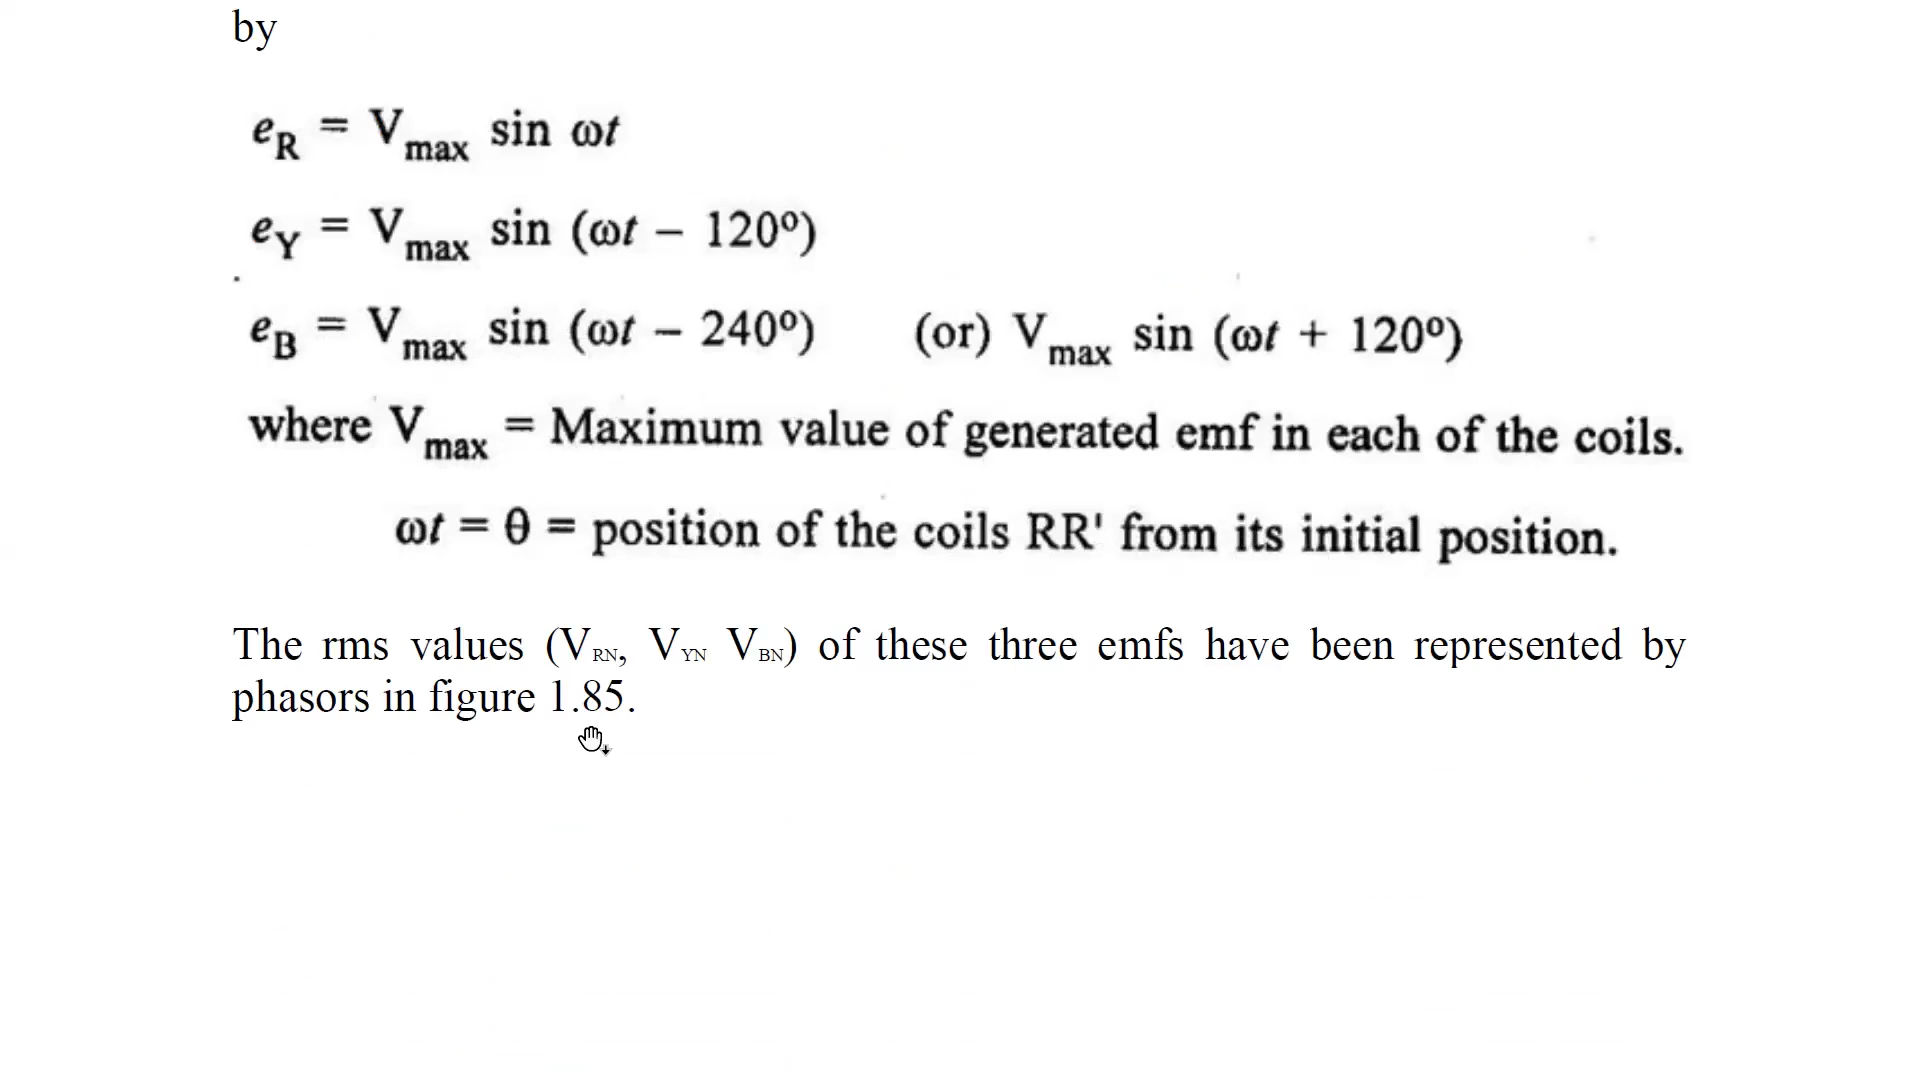 by
eR = Vmax sin ωt
eY = Vmax sin (ωt – 120º)
eB = Vmax sin (ωt – 240º) (or) Vmax sin (ωt + 120º)
where Vmax = Maximum value of generated emf in each of the coils.
ωt = θ = position of the coils RR' from its initial position.
The rms values (VRN, VYN VBN) of these three emfs have been represented by
phasors in figure 1.85.